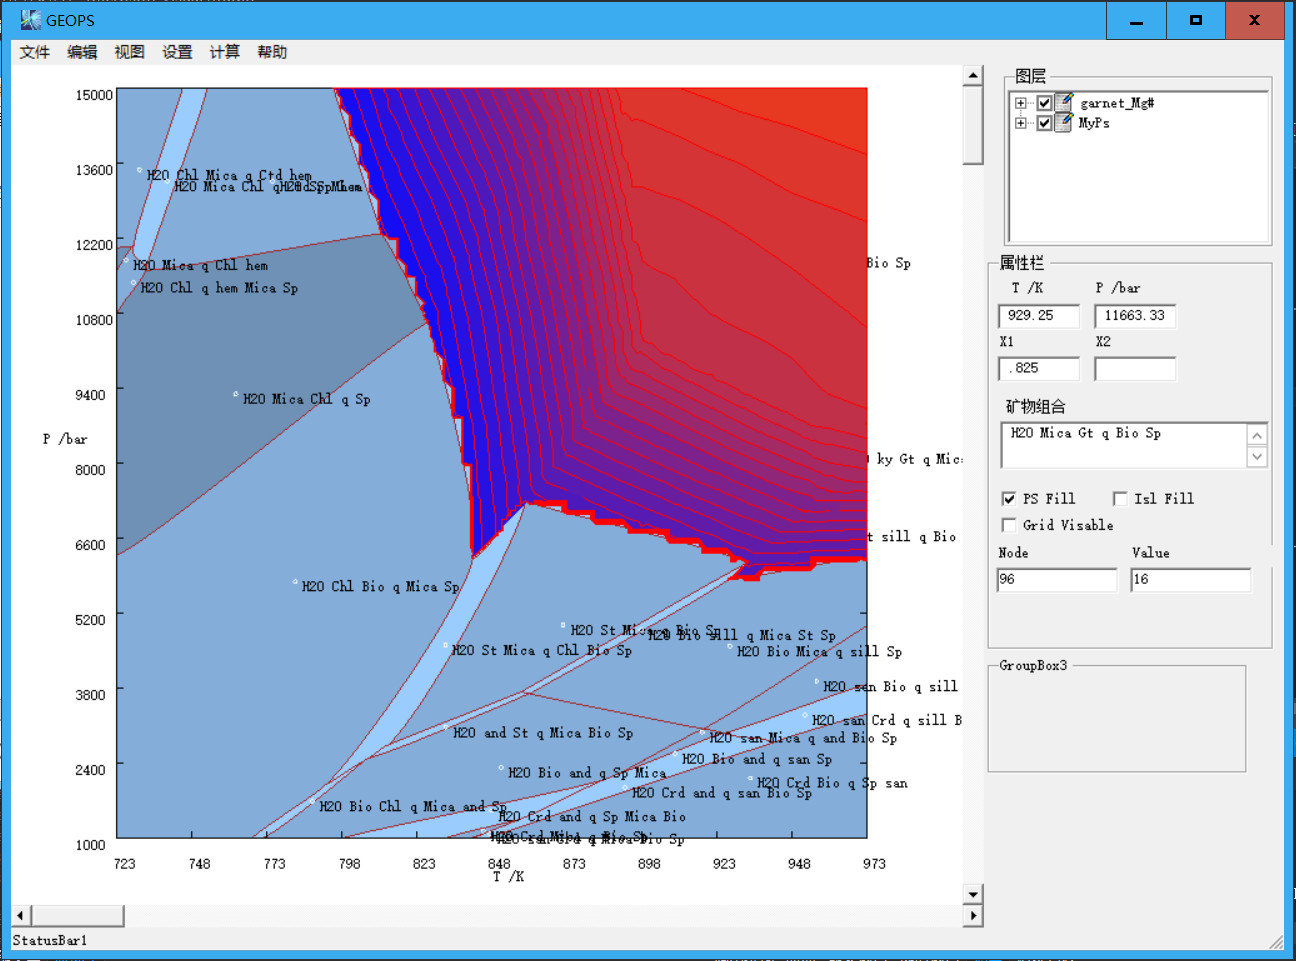 GEOPS
文件 编辑 视图 设置 计算 帮助
15000
13600
12200
10800
9400
8000
6600
5200
3800
2400
1000
P /bar
723 748 773 798 823 848 873 898 923 948 973
T /K
H2O Chl Mica q Ctd hem
H2O Mica Chl q
H2O Mica q Chl hem
H2O Chl q hem Mica Sp
H2O Mica Chl q Sp
H2O Chl Bio q Mica Sp
H2O St Mica q Bio Sp
H2O Bio sill q Mica St Sp
H2O St Mica q Chl Bio Sp
H2O Bio Mica q sill Sp
H2O san Bio q sill
H2O san Crd q sill B
H2O and St q Mica Bio Sp
H2O san Mica q and Bio Sp
H2O Bio and q san Sp
H2O Bio and q Sp Mica
H2O Crd Bio q Sp san
H2O Crd and q san Bio Sp
H2O Bio Chl q Mica and Sp
H2O Crd and q Sp Mica Bio
Bio Sp
ky Gt q Mic
t sill q Bio
图层
garnet_Mg#
MyPs
属性栏
T /K P /bar
929.25 11663.33
X1 X2
.825
矿物组合
H2O Mica Gt q Bio Sp
PS Fill Isl Fill
Grid Visable
Node Value
96 16
GroupBox3
StatusBar1